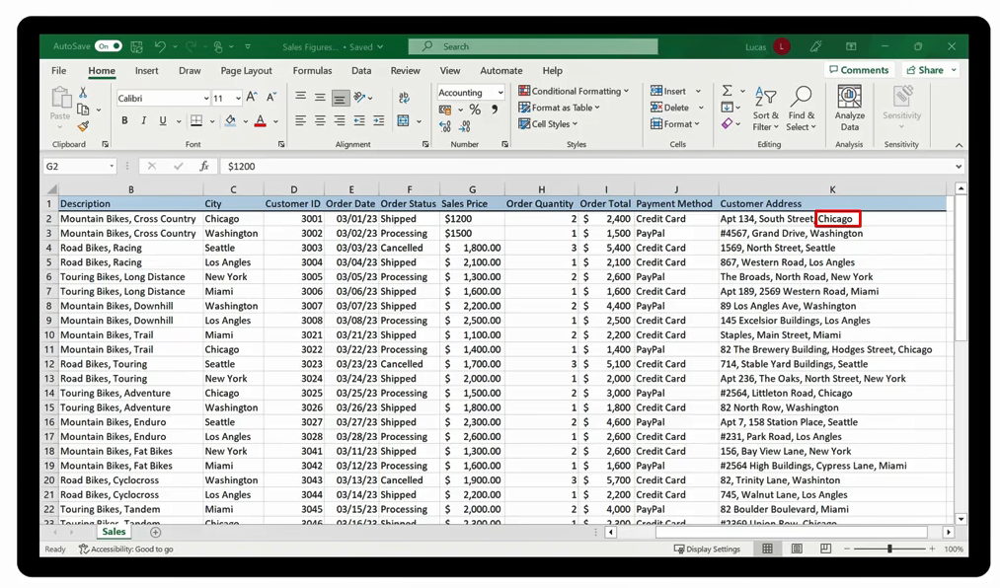 AutoSave On Sales Figures... • Saved Search Lucas L
File Home Insert Draw Page Layout Formulas Data Review View Automate Help Comments Share
Paste Calibri 11 A A Accounting Conditional Formatting Insert Σ Sort & Filter Find & Select Analyze Data Sensitivity
B I U A ab $ % , Format as Table Delete
Cell Styles Format
Clipboard Font Alignment Number Styles Cells Editing Analysis Sensitivity
G2 fx $1200
B C D E F G H I J K
1 Description City Customer ID Order Date Order Status Sales Price Order Quantity Order Total Payment Method Customer Address
2 Mountain Bikes, Cross Country Chicago 3001 03/01/23 Shipped $1200 2 $ 2,400 Credit Card Apt 134, South Street, Chicago
3 Mountain Bikes, Cross Country Washington 3002 03/02/23 Processing $1500 1 $ 1,500 PayPal #4567, Grand Drive, Washington
4 Road Bikes, Racing Seattle 3003 03/03/23 Cancelled $ 1,800.00 3 $ 5,400 Credit Card 1569, North Street, Seattle
5 Road Bikes, Racing Los Angles 3004 03/04/23 Shipped $ 2,100.00 1 $ 2,100 Credit Card 867, Western Road, Los Angles
6 Touring Bikes, Long Distance New York 3005 03/05/23 Processing $ 1,300.00 2 $ 2,600 PayPal The Broads, North Road, New York
7 Touring Bikes, Long Distance Miami 3006 03/06/23 Shipped $ 1,600.00 1 $ 1,600 Credit Card Apt 189, 2569 Western Road, Miami
8 Mountain Bikes, Downhill Washington 3007 03/07/23 Shipped $ 2,200.00 2 $ 4,400 PayPal 89 Los Angles Ave, Washington
9 Mountain Bikes, Downhill Los Angles 3008 03/08/23 Processing $ 2,500.00 1 $ 2,500 Credit Card 145 Excelsior Buildings, Los Angles
10 Mountain Bikes, Trail Miami 3021 03/21/23 Shipped $ 1,100.00 2 $ 2,200 Credit Card Staples, Main Street, Miami
11 Mountain Bikes, Trail Chicago 3022 03/22/23 Processing $ 1,400.00 1 $ 1,400 PayPal 82 The Brewery Building, Hodges Street, Chicago
12 Road Bikes, Touring Seattle 3023 03/23/23 Cancelled $ 1,700.00 3 $ 5,100 Credit Card 714, Stable Yard Buildings, Seattle
13 Road Bikes, Touring New York 3024 03/24/23 Shipped $ 2,000.00 1 $ 2,000 Credit Card Apt 236, The Oaks, North Street, New York
14 Touring Bikes, Adventure Chicago 3025 03/25/23 Processing $ 1,500.00 2 $ 3,000 PayPal #2564, Littleton Road, Chicago
15 Touring Bikes, Adventure Washington 3026 03/26/23 Shipped $ 1,800.00 1 $ 1,800 Credit Card 82 North Row, Washington
16 Mountain Bikes, Enduro Seattle 3027 03/27/23 Shipped $ 2,300.00 2 $ 4,600 Credit Card Apt 7, 158 Station Place, Seattle
17 Mountain Bikes, Enduro Los Angles 3028 03/28/23 Processing $ 2,600.00 1 $ 2,600 Credit Card #231, Park Road, Los Angles
18 Mountain Bikes, Fat Bikes New York 3041 03/11/23 Shipped $ 1,300.00 2 $ 2,600 Credit Card 156, Bay View Lane, New York
19 Mountain Bikes, Fat Bikes Miami 3042 03/12/23 Processing $ 1,600.00 1 $ 1,600 PayPal #2564 High Buildings, Cypress Lane, Miami
20 Road Bikes, Cyclocross Washington 3043 03/13/23 Cancelled $ 1,900.00 3 $ 5,700 Credit Card 82, Trinity Lane, Washinton
21 Road Bikes, Cyclocross Los Angles 3044 03/14/23 Shipped $ 2,200.00 1 $ 2,200 Credit Card 745, Walnut Lane, Los Angles
22 Touring Bikes, Tandem Miami 3045 03/15/23 Processing $ 2,000.00 2 $ 4,000 PayPal 82 Boulder Boulevard, Miami
23 Touring Bikes, Tandem Chicago 3046 03/16/23 Shipped $ 2,300.00 1 $ 2,300 Credit Card #2369 Union Row, Chicago
Sales
Ready Accessibility: Good to go Display Settings 100%